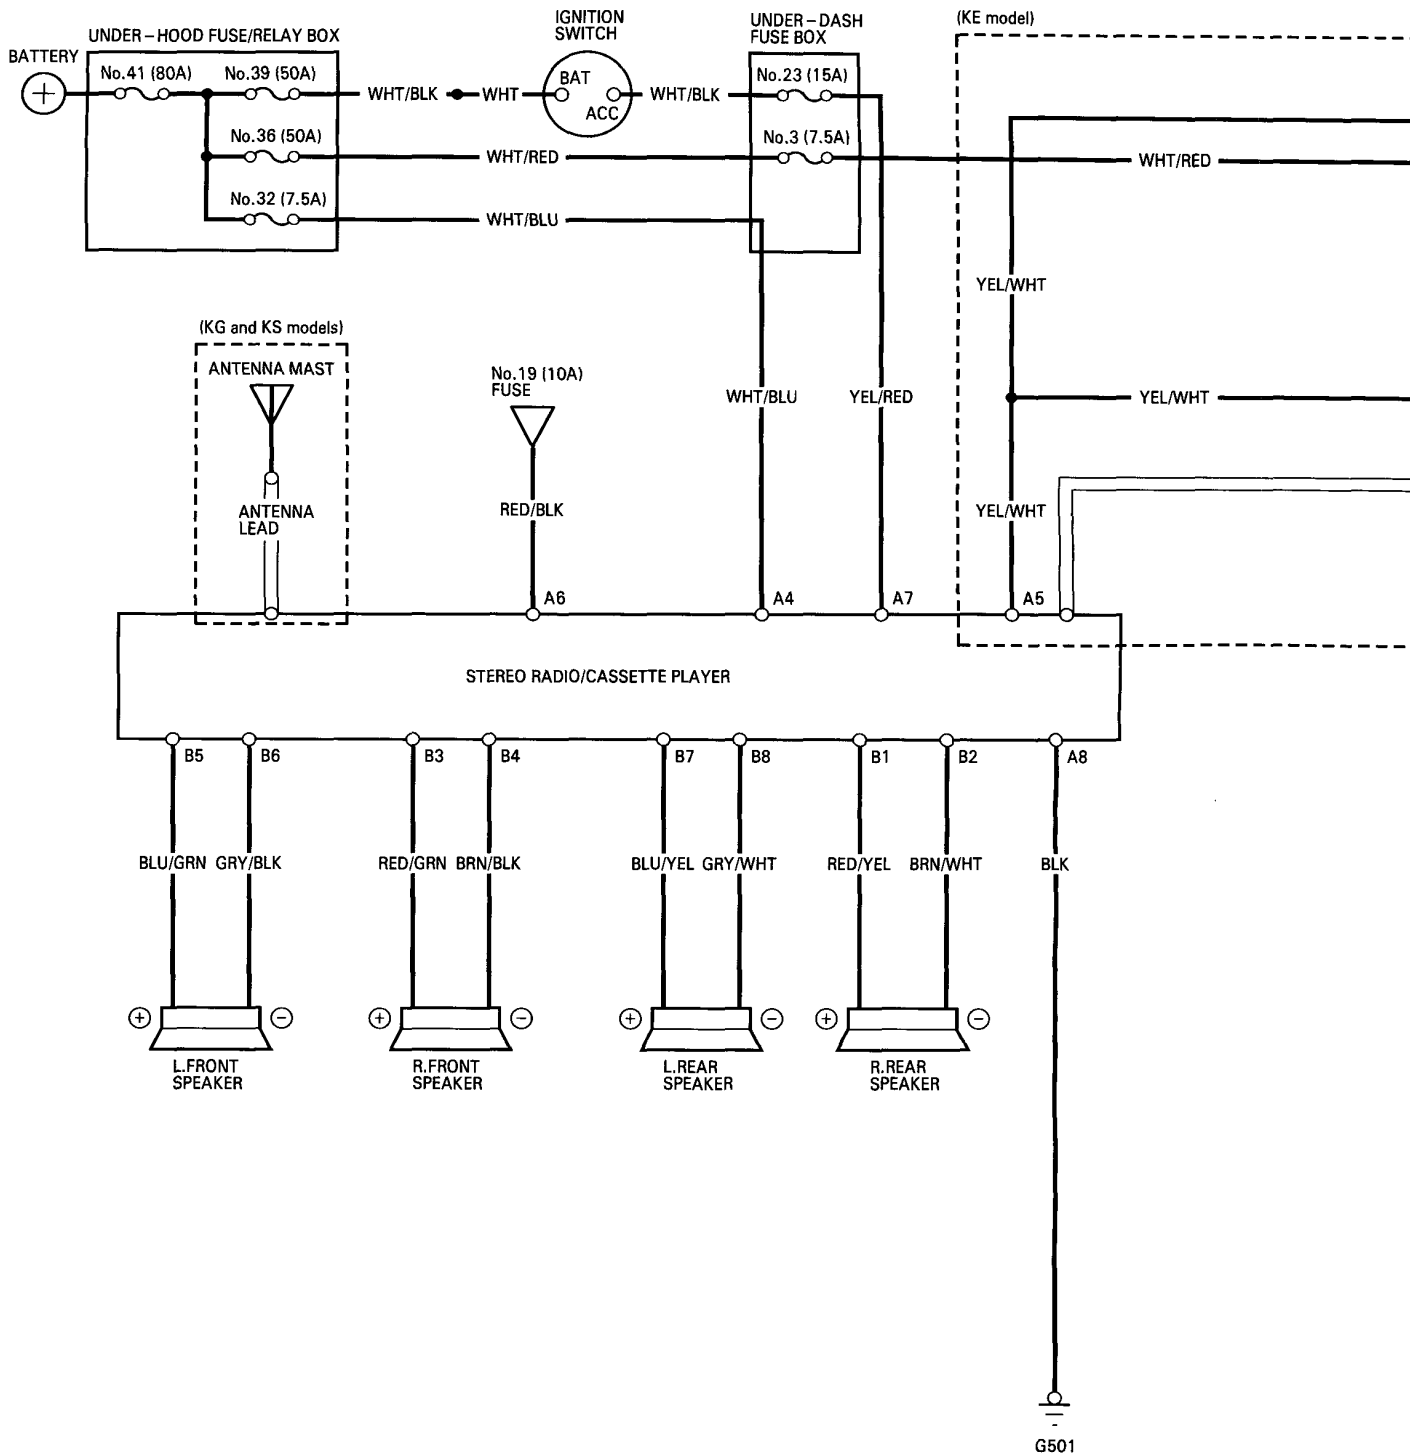 (KE model)
IGNITION
SWITCH
UNDER-DASH
FUSE BOX
UNDER-HOOD FUSE/RELAY BOX
BATTERY
No.41 (80A)
No.39 (50A)
WHT/BLK
WHT
BAT
ACC
WHT/BLK
No.23 (15A)
No.36 (50A)
WHT/RED
No.3 (7.5A)
WHT/RED
No.32 (7.5A)
WHT/BLU
YEL/WHT
(KG and KS models)
ANTENNA MAST
No.19 (10A)
FUSE
WHT/BLU
YEL/RED
YEL/WHT
ANTENNA
LEAD
RED/BLK
YEL/WHT
A6
A4
A7
A5
STEREO RADIO/CASSETTE PLAYER
B5
B6
B3
B4
B7
B8
B1
B2
A8
BLU/GRN
GRY/BLK
RED/GRN
BRN/BLK
BLU/YEL
GRY/WHT
RED/YEL
BRN/WHT
BLK
L.FRONT
SPEAKER
R.FRONT
SPEAKER
L.REAR
SPEAKER
R.REAR
SPEAKER
G501